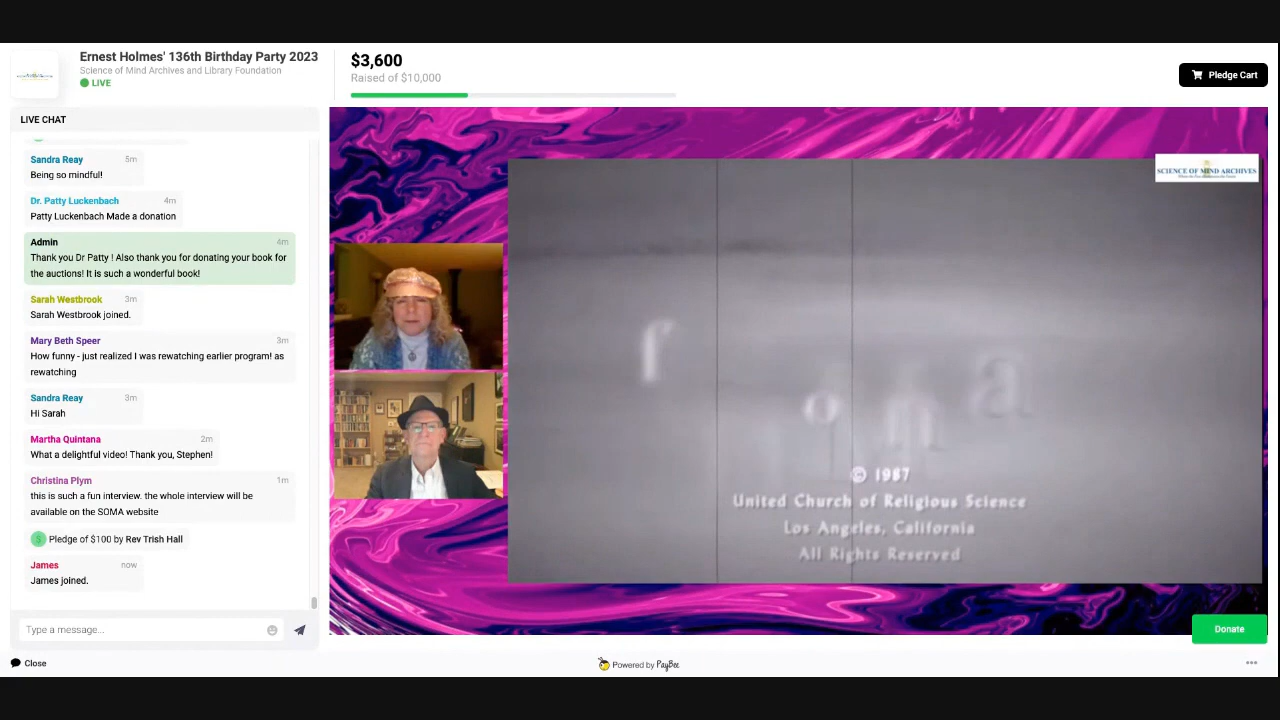 Ernest Holmes' 136th Birthday Party 2023
Science of Mind Archives and Library Foundation
LIVE
$3,600
Raised of $10,000
Pledge Cart
LIVE CHAT
Sandra Reay 5m
Being so mindful!
Dr. Patty Luckenbach 4m
Patty Luckenbach Made a donation
Admin 4m
Thank you Dr Patty ! Also thank you for donating your book for
the auctions! It is such a wonderful book!
Sarah Westbrook 3m
Sarah Westbrook joined.
Mary Beth Speer 3m
How funny - just realized I was rewatching earlier program! as
rewatching
Sandra Reay 3m
Hi Sarah
Martha Quintana 2m
What a delightful video! Thank you, Stephen!
Christina Plym 1m
this is such a fun interview. the whole interview will be
available on the SOMA website
S Pledge of $100 by Rev Trish Hall
James now
James joined.
Type a message...
Close
SCIENCE OF MIND ARCHIVES
© 1987
United Church of Religious Science
Los Angeles, California
All Rights Reserved
Donate
Powered by PayBee